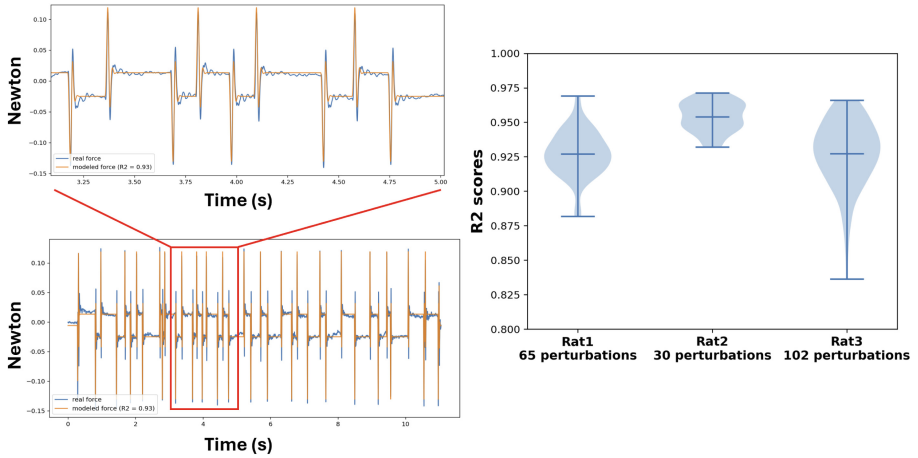 0.10
0.05
0.00
−0.05
−0.10
−0.15
Newton
real force
modeled force (R2 = 0.93)
3.25 3.50 3.75 4.00 4.25 4.50 4.75 5.00
Time (s)
0.10
0.05
0.00
−0.05
−0.10
−0.15
Newton
real force
modeled force (R2 = 0.93)
0 2 4 6 8 10
Time (s)
1.000
0.975
0.950
0.925
0.900
0.875
0.850
0.825
0.800
R2 scores
Rat1 Rat2 Rat3
65 perturbations 30 perturbations 102 perturbations